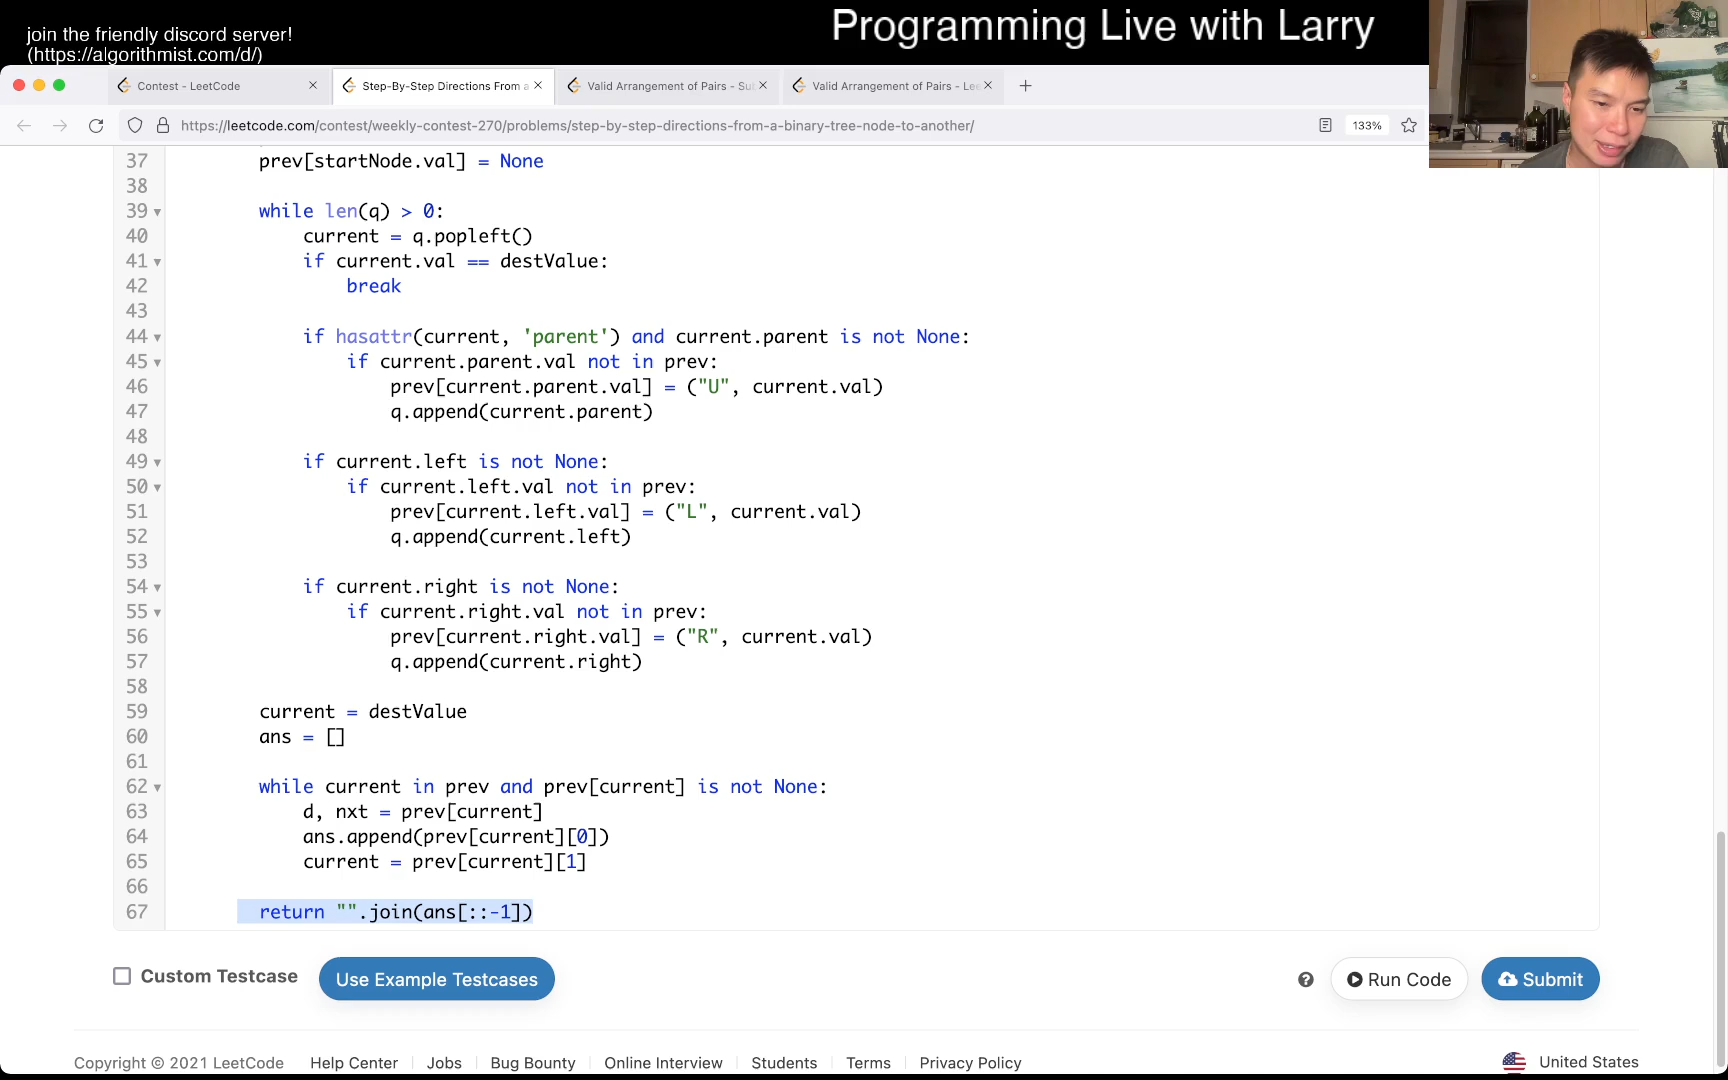 join the friendly discord server!
(https://algorithmist.com/d/)
Programming Live with Larry
Contest - LeetCode
Step-By-Step Directions From a
Valid Arrangement of Pairs - Su
Valid Arrangement of Pairs - Lee
https://leetcode.com/contest/weekly-contest-270/problems/step-by-step-directions-from-a-binary-tree-node-to-another/
133%
37 prev[startNode.val] = None
38
39 while len(q) > 0:
40 current = q.popleft()
41 if current.val == destValue:
42 break
43
44 if hasattr(current, 'parent') and current.parent is not None:
45 if current.parent.val not in prev:
46 prev[current.parent.val] = ("U", current.val)
47 q.append(current.parent)
48
49 if current.left is not None:
50 if current.left.val not in prev:
51 prev[current.left.val] = ("L", current.val)
52 q.append(current.left)
53
54 if current.right is not None:
55 if current.right.val not in prev:
56 prev[current.right.val] = ("R", current.val)
57 q.append(current.right)
58
59 current = destValue
60 ans = []
61
62 while current in prev and prev[current] is not None:
63 d, nxt = prev[current]
64 ans.append(prev[current][0])
65 current = prev[current][1]
66
67 return "".join(ans[::-1])
Custom Testcase
Use Example Testcases
Run Code
Submit
Copyright © 2021 LeetCode
Help Center
Jobs
Bug Bounty
Online Interview
Students
Terms
Privacy Policy
United States